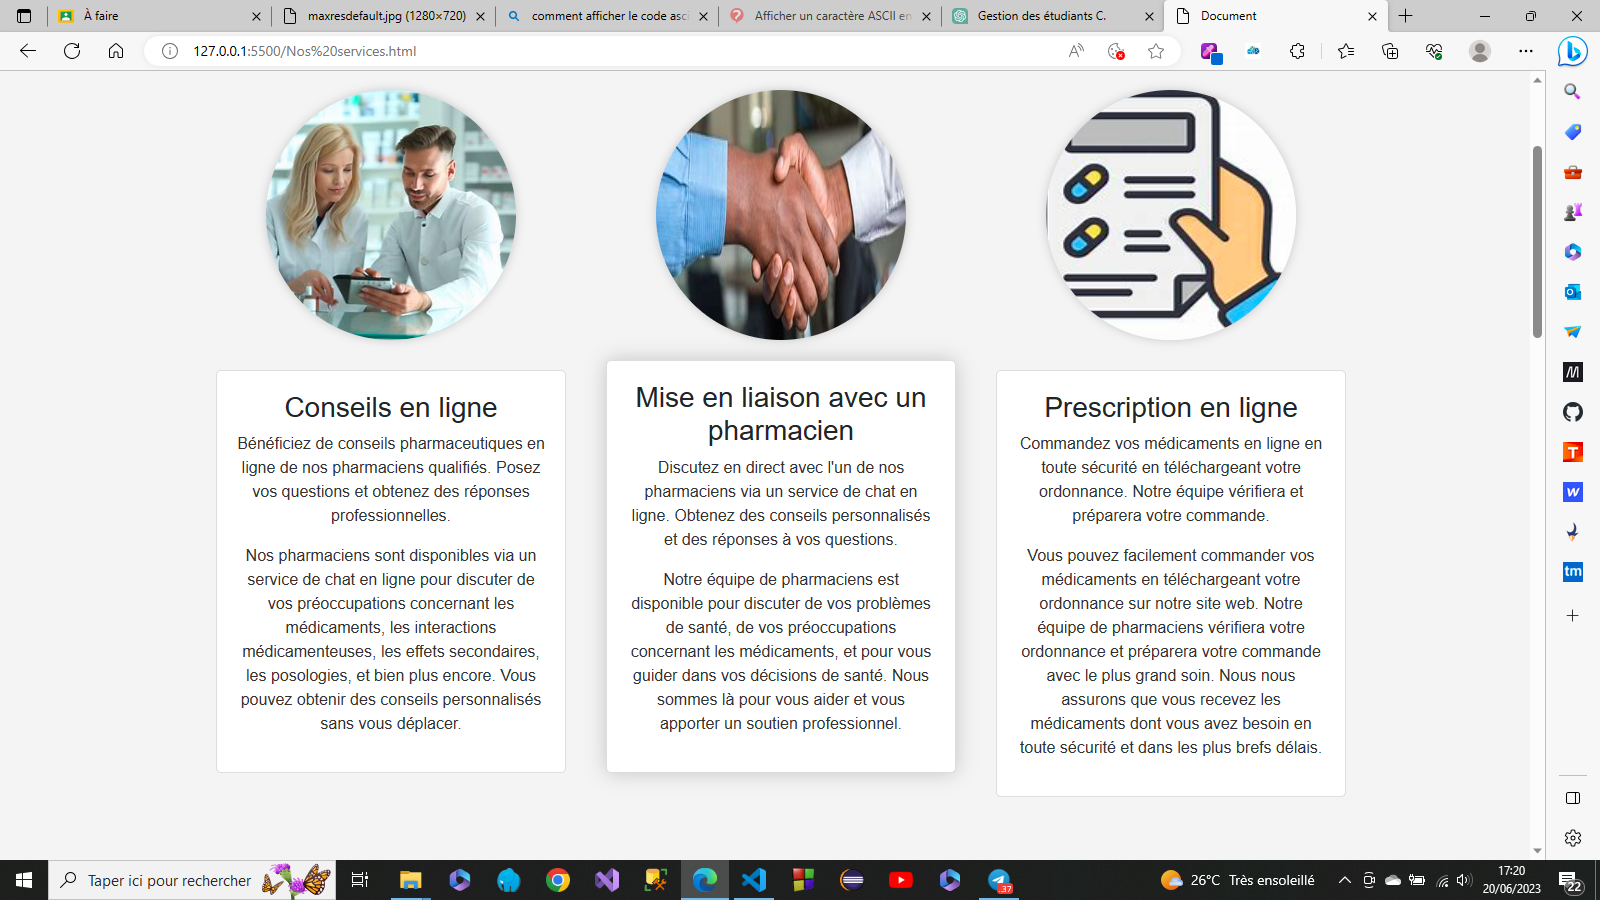 À faire
maxresdefault.jpg (1280×720)
comment afficher le code asci
Afficher un caractère ASCII en
Gestion des étudiants C.
Document
127.0.0.1:5500/Nos%20services.html
Conseils en ligne
Bénéficiez de conseils pharmaceutiques en
ligne de nos pharmaciens qualifiés. Posez
vos questions et obtenez des réponses
professionnelles.
Nos pharmaciens sont disponibles via un
service de chat en ligne pour discuter de
vos préoccupations concernant les
médicaments, les interactions
médicamenteuses, les effets secondaires,
les posologies, et bien plus encore. Vous
pouvez obtenir des conseils personnalisés
sans vous déplacer.
Mise en liaison avec un
pharmacien
Discutez en direct avec l'un de nos
pharmaciens via un service de chat en
ligne. Obtenez des conseils personnalisés
et des réponses à vos questions.
Notre équipe de pharmaciens est
disponible pour discuter de vos problèmes
de santé, de vos préoccupations
concernant les médicaments, et pour vous
guider dans vos décisions de santé. Nous
sommes là pour vous aider et vous
apporter un soutien professionnel.
Prescription en ligne
Commandez vos médicaments en ligne en
toute sécurité en téléchargeant votre
ordonnance. Notre équipe vérifiera et
préparera votre commande.
Vous pouvez facilement commander vos
médicaments en téléchargeant votre
ordonnance sur notre site web. Notre
équipe de pharmaciens vérifiera votre
ordonnance et préparera votre commande
avec le plus grand soin. Nous nous
assurons que vous recevez les
médicaments dont vous avez besoin en
toute sécurité et dans les plus brefs délais.
Taper ici pour rechercher
37
26°C Très ensoleillé
17:20
20/06/2023
22